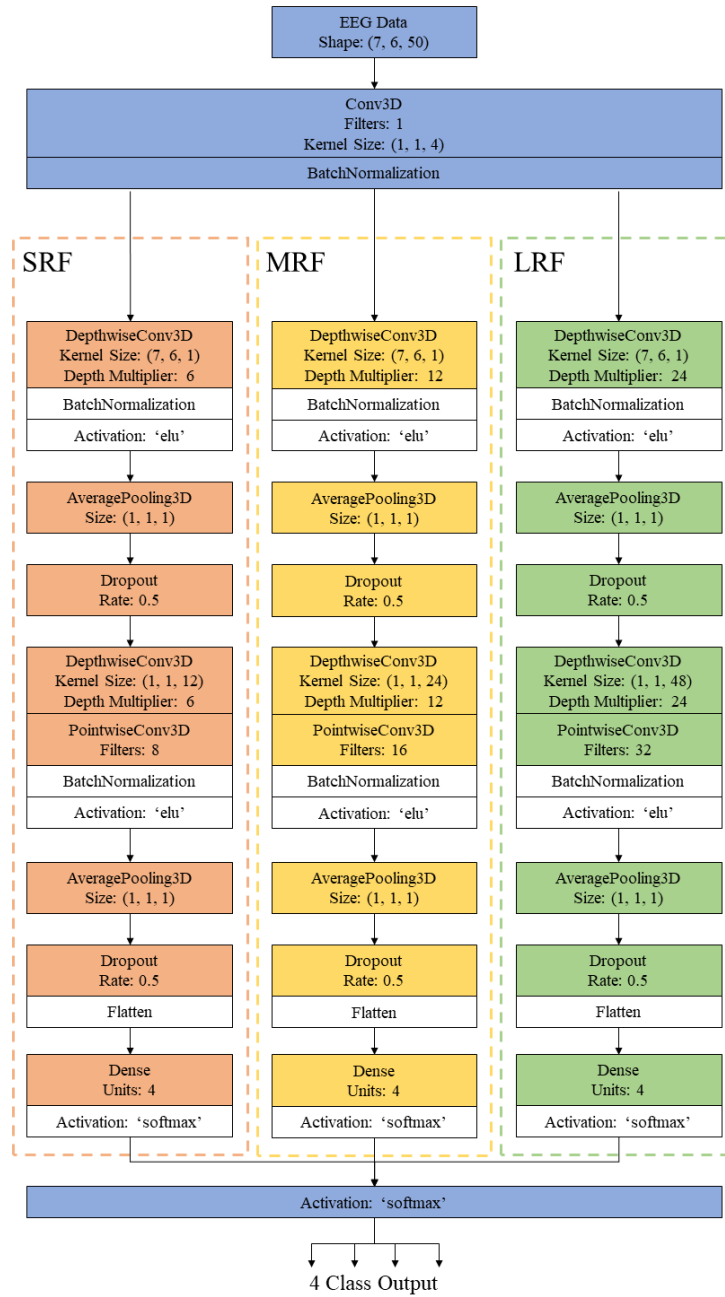 EEG Data
Shape: (7, 6, 50)
Conv3D
Filters: 1
Kernel Size: (1, 1, 4)
BatchNormalization
SRF
DepthwiseConv3D
Kernel Size: (7, 6, 1)
Depth Multiplier: 6
BatchNormalization
Activation: ‘elu’
AveragePooling3D
Size: (1, 1, 1)
Dropout
Rate: 0.5
DepthwiseConv3D
Kernel Size: (1, 1, 12)
Depth Multiplier: 6
PointwiseConv3D
Filters: 8
BatchNormalization
Activation: ‘elu’
AveragePooling3D
Size: (1, 1, 1)
Dropout
Rate: 0.5
Flatten
Dense
Units: 4
Activation: ‘softmax’
MRF
DepthwiseConv3D
Kernel Size: (7, 6, 1)
Depth Multiplier: 12
BatchNormalization
Activation: ‘elu’
AveragePooling3D
Size: (1, 1, 1)
Dropout
Rate: 0.5
DepthwiseConv3D
Kernel Size: (1, 1, 24)
Depth Multiplier: 12
PointwiseConv3D
Filters: 16
BatchNormalization
Activation: ‘elu’
AveragePooling3D
Size: (1, 1, 1)
Dropout
Rate: 0.5
Flatten
Dense
Units: 4
Activation: ‘softmax’
LRF
DepthwiseConv3D
Kernel Size: (7, 6, 1)
Depth Multiplier: 24
BatchNormalization
Activation: ‘elu’
AveragePooling3D
Size: (1, 1, 1)
Dropout
Rate: 0.5
DepthwiseConv3D
Kernel Size: (1, 1, 48)
Depth Multiplier: 24
PointwiseConv3D
Filters: 32
BatchNormalization
Activation: ‘elu’
AveragePooling3D
Size: (1, 1, 1)
Dropout
Rate: 0.5
Flatten
Dense
Units: 4
Activation: ‘softmax’
Activation: ‘softmax’
4 Class Output